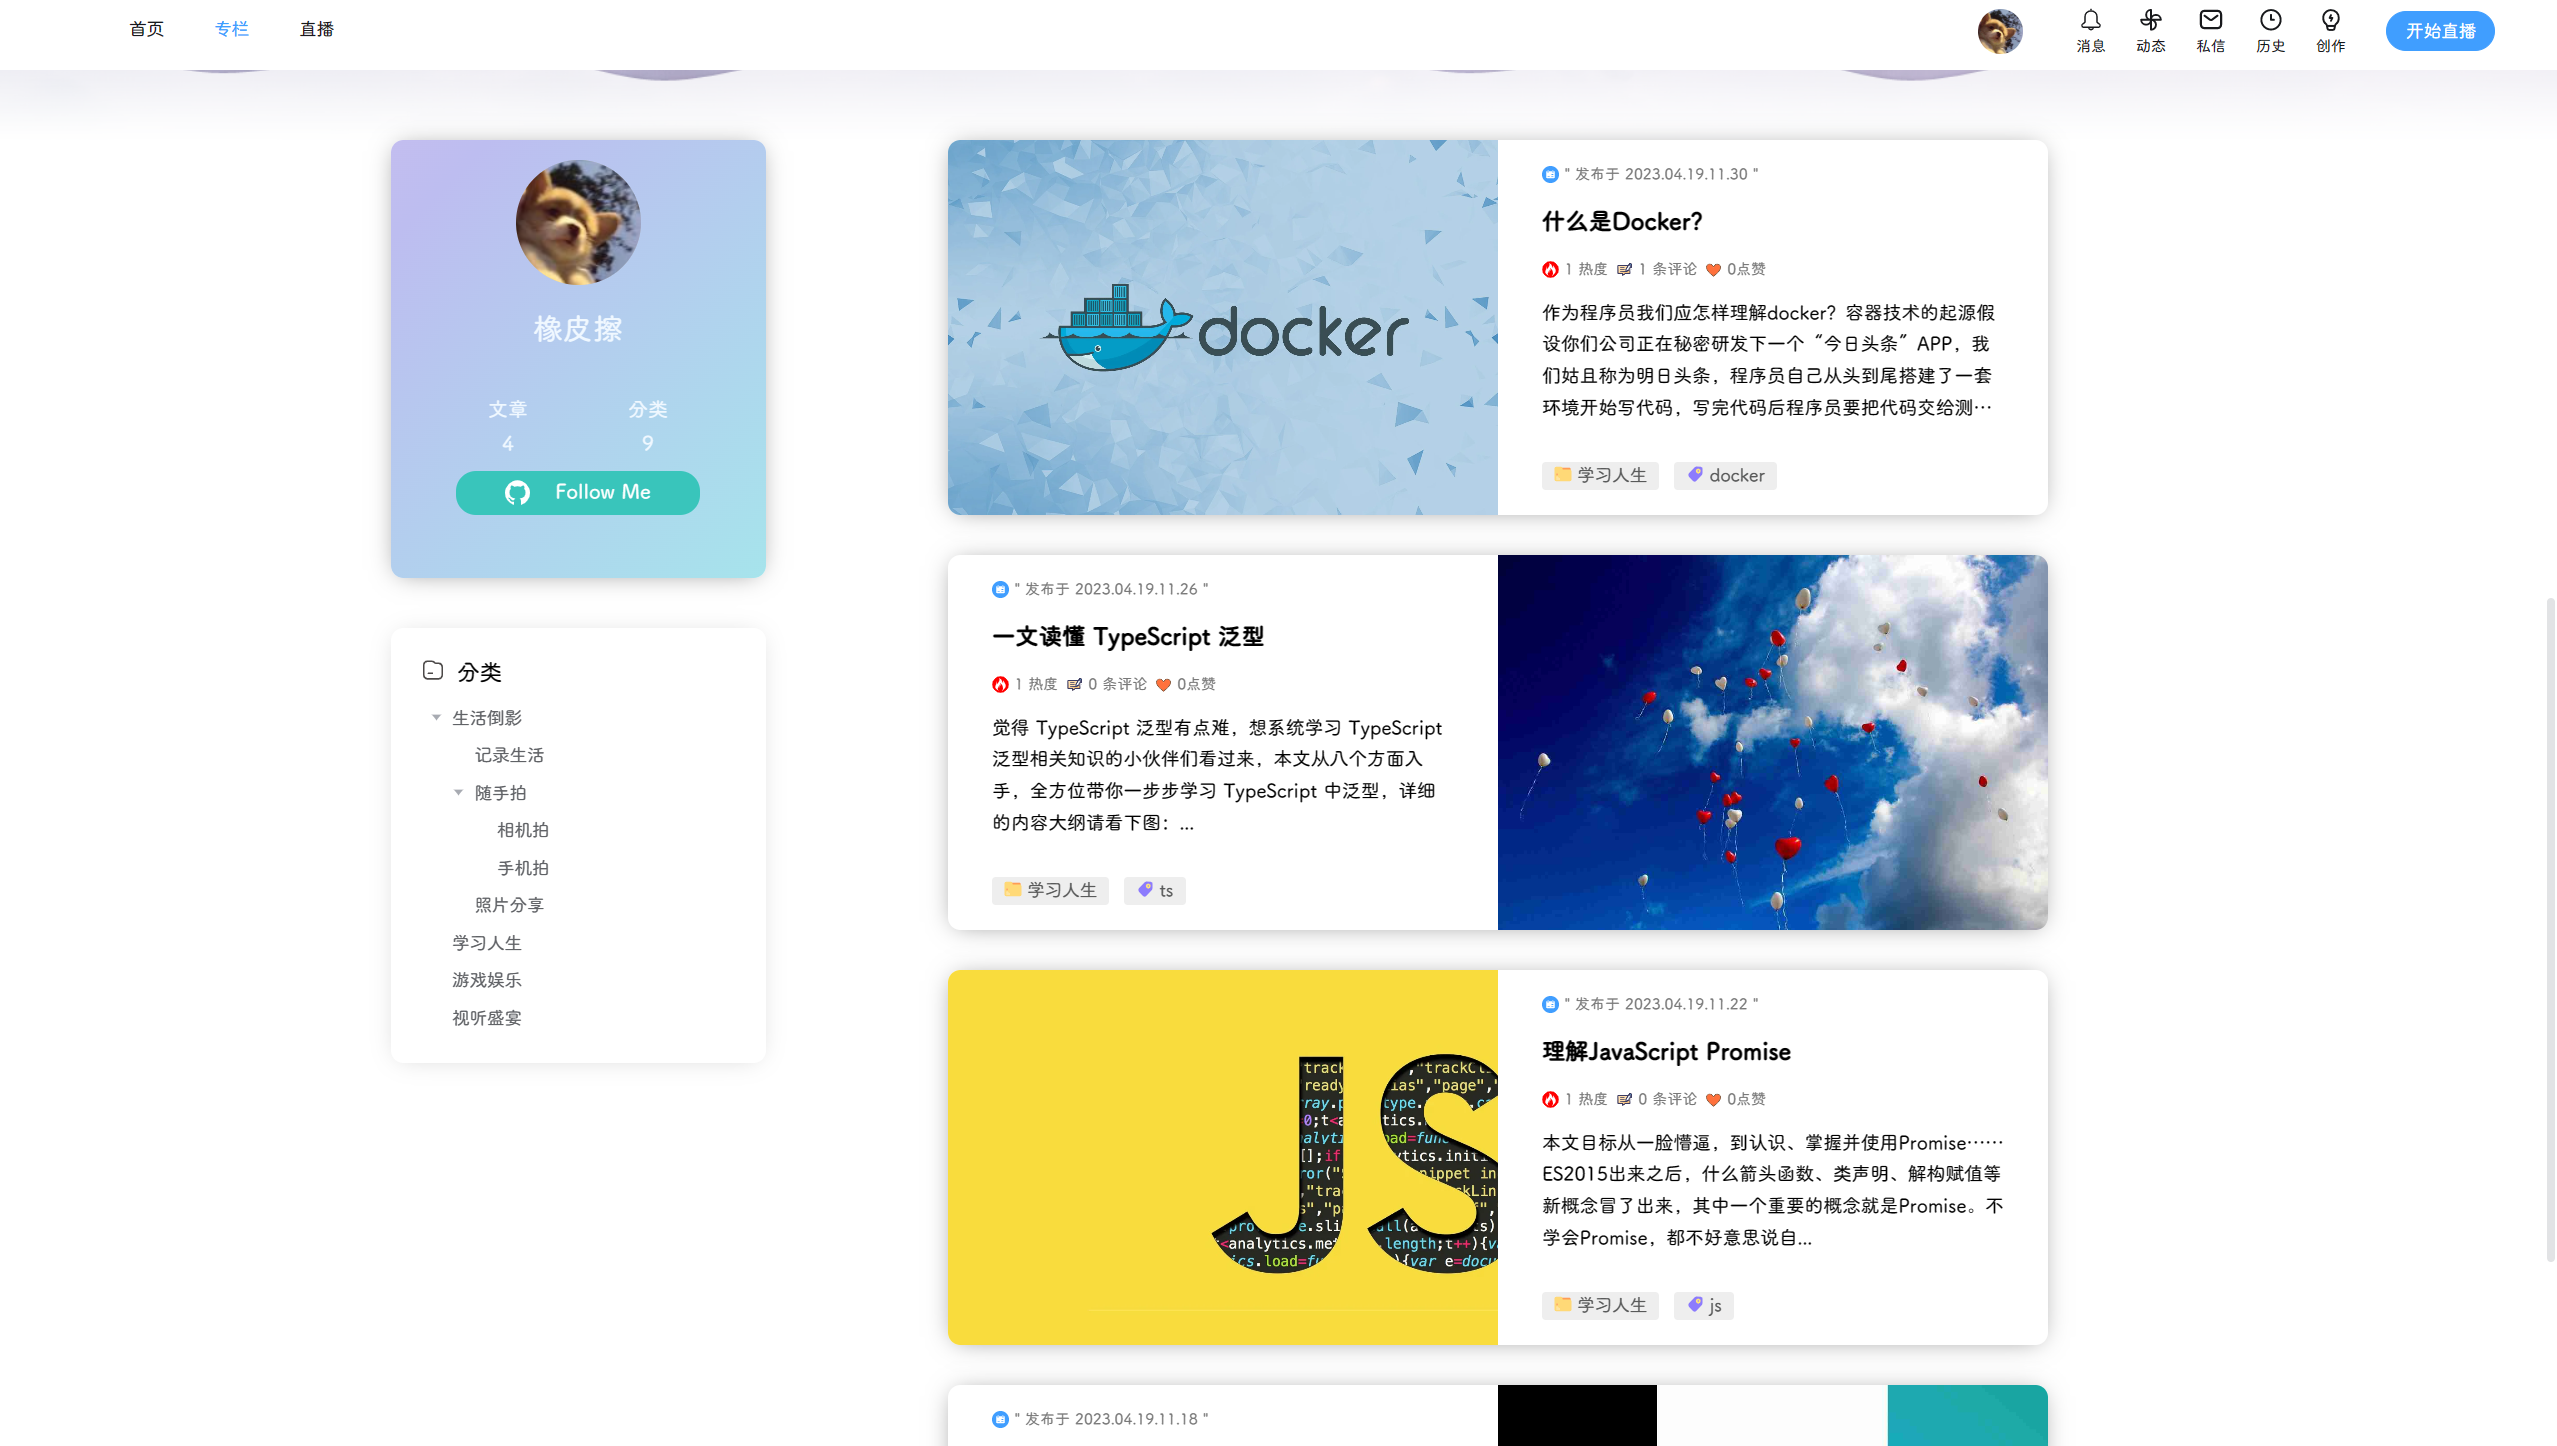 首页
专栏
直播
消息
动态
私信
历史
创作
开始直播
橡皮擦
文章
分类
4
9
Follow Me
分类
生活倒影
记录生活
随手拍
相机拍
手机拍
照片分享
学习人生
游戏娱乐
视听盛宴
docker
" 发布于 2023.04.19.11.30 "
什么是Docker?
1 热度 1 条评论 0点赞
作为程序员我们应怎样理解docker？容器技术的起源假
设你们公司正在秘密研发下一个“今日头条”APP，我
们姑且称为明日头条，程序员自己从头到尾搭建了一套
环境开始写代码，写完代码后程序员要把代码交给测…
学习人生
docker
" 发布于 2023.04.19.11.26 "
一文读懂 TypeScript 泛型
1 热度 0 条评论 0点赞
觉得 TypeScript 泛型有点难，想系统学习 TypeScript
泛型相关知识的小伙伴们看过来，本文从八个方面入
手，全方位带你一步步学习 TypeScript 中泛型，详细
的内容大纲请看下图：...
学习人生
ts
JS
" 发布于 2023.04.19.11.22 "
理解JavaScript Promise
1 热度 0 条评论 0点赞
本文目标从一脸懵逼，到认识、掌握并使用Promise……
ES2015出来之后，什么箭头函数、类声明、解构赋值等
新概念冒了出来，其中一个重要的概念就是Promise。不
学会Promise，都不好意思说自...
学习人生
js
" 发布于 2023.04.19.11.18 "